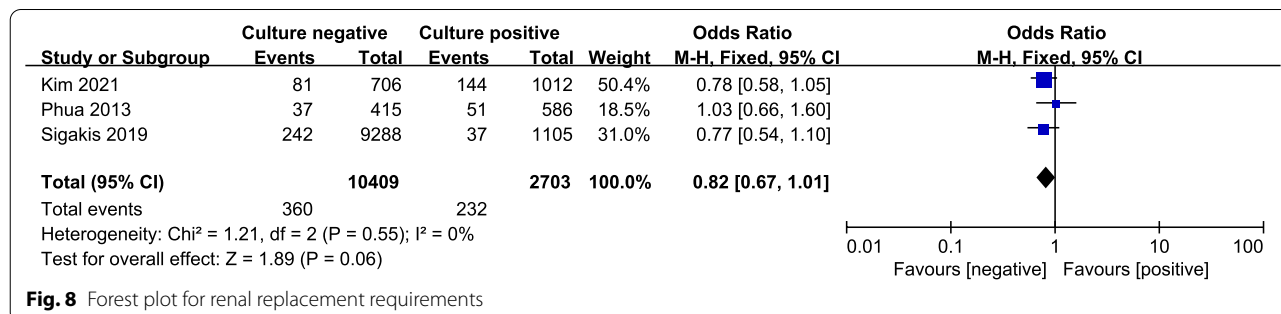 Culture negative Culture positive Odds Ratio Odds Ratio
Study or Subgroup Events Total Events Total Weight M-H, Fixed, 95% CI M-H, Fixed, 95% CI
Kim 2021 81 706 144 1012 50.4% 0.78 [0.58, 1.05]
Phua 2013 37 415 51 586 18.5% 1.03 [0.66, 1.60]
Sigakis 2019 242 9288 37 1105 31.0% 0.77 [0.54, 1.10]
Total (95% CI) 10409 2703 100.0% 0.82 [0.67, 1.01]
Total events 360 232
Heterogeneity: Chi² = 1.21, df = 2 (P = 0.55); I² = 0%
Test for overall effect: Z = 1.89 (P = 0.06)
0.01 0.1 1 10 100
Favours [negative] Favours [positive]
Fig. 8 Forest plot for renal replacement requirements